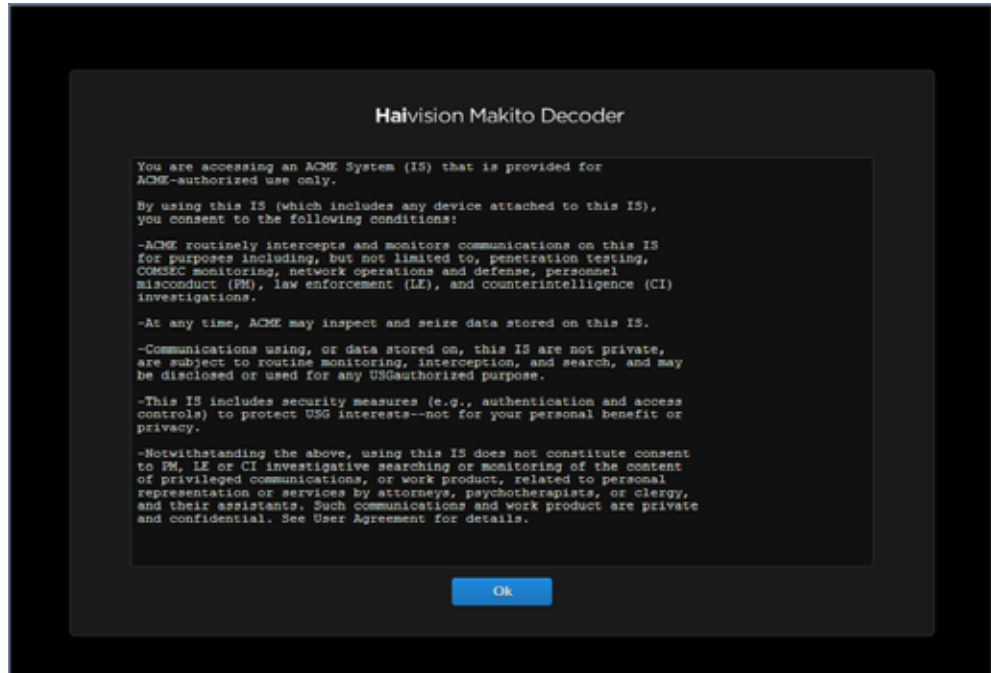 Haivision Makito Decoder
You are accessing an ACME System (IS) that is provided for
ACME-authorized use only.
By using this IS (which includes any device attached to this IS),
you consent to the following conditions:
-ACME routinely intercepts and monitors communications on this IS
for purposes including, but not limited to, penetration testing,
COMSEC monitoring, network operations and defense, personnel
misconduct (PM), law enforcement (LE), and counterintelligence (CI)
investigations.
-At any time, ACME may inspect and seize data stored on this IS.
-Communications using, or data stored on, this IS are not private,
are subject to routine monitoring, interception, and search, and may
be disclosed or used for any USGauthorized purpose.
-This IS includes security measures (e.g., authentication and access
controls) to protect USG interests--not for your personal benefit or
privacy.
-Notwithstanding the above, using this IS does not constitute consent
to PM, LE or CI investigative searching or monitoring of the content
of privileged communications, or work product, related to personal
representation or services by attorneys, psychotherapists, or clergy,
and their assistants. Such communications and work product are private
and confidential. See User Agreement for details.
Ok